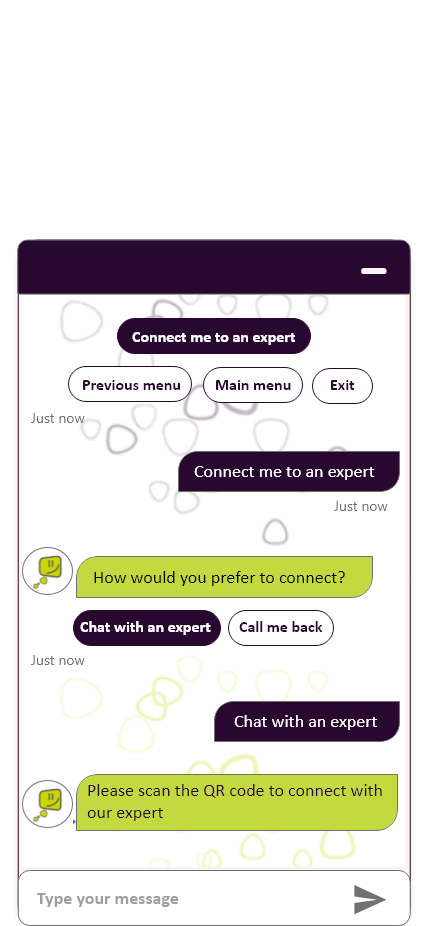 Connect me to an expert
Previous menu Main menu Exit
Just now
Connect me to an expert
Just now
How would you prefer to connect?
Chat with an expert Call me back
Just now
Chat with an expert
Please scan the QR code to connect with
our expert
Type your message